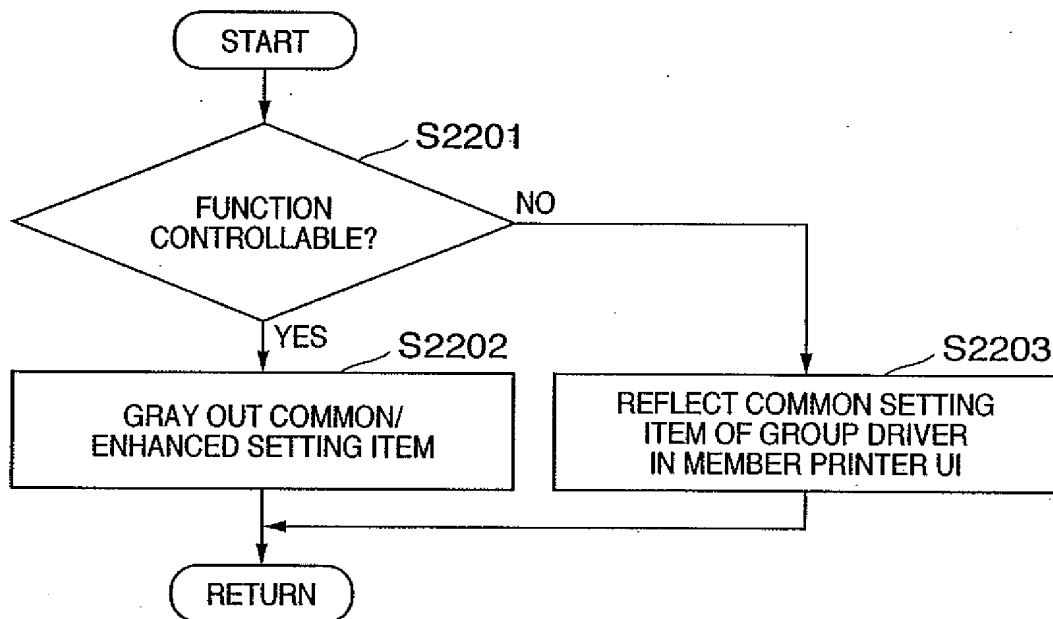 START
S2201
FUNCTION
CONTROLLABLE?
NO
YES
S2202
GRAY OUT COMMON/
ENHANCED SETTING ITEM
S2203
REFLECT COMMON SETTING
ITEM OF GROUP DRIVER
IN MEMBER PRINTER UI
RETURN